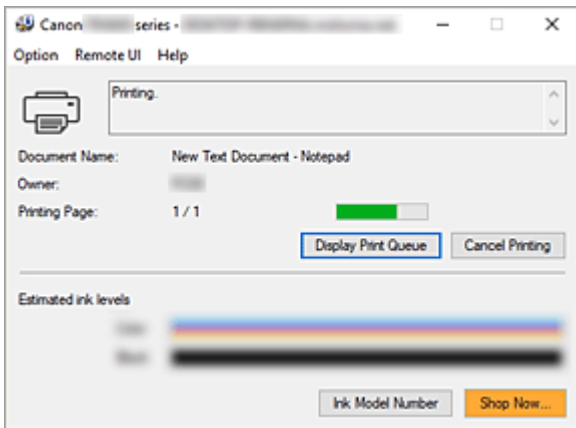 Canon series -
Option Remote UI Help
Printing.
Document Name: New Text Document - Notepad
Owner:
Printing Page: 1 / 1
Display Print Queue Cancel Printing
Estimated ink levels
Ink Model Number Shop Now...